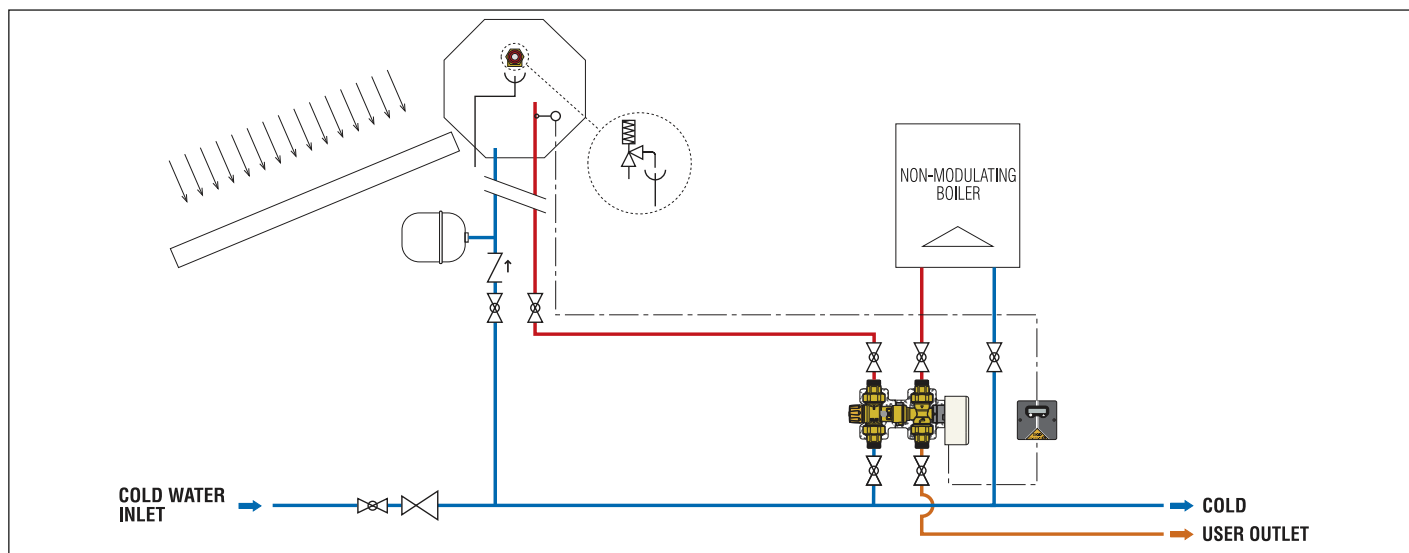 NON-MODULATING
BOILER
COLD WATER
INLET
COLD
USER OUTLET